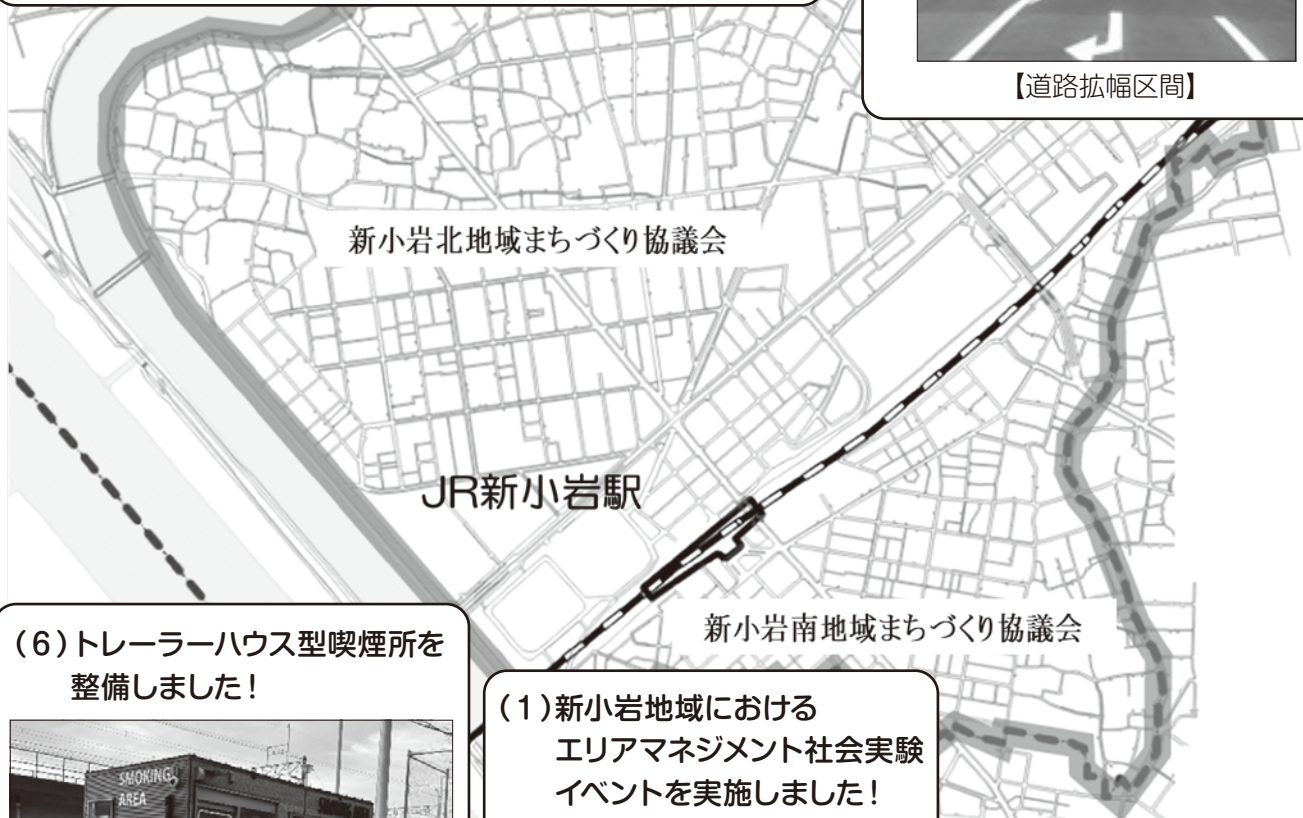 【道路拡幅区間】
新小岩北地域まちづくり協議会
JR新小岩駅
新小岩南地域まちづくり協議会
(6)トレーラーハウス型喫煙所を
整備しました!
SMOKING
AREA
SMOKING AREA
(1)新小岩地域における
エリアマネジメント社会実験
イベントを実施しました!